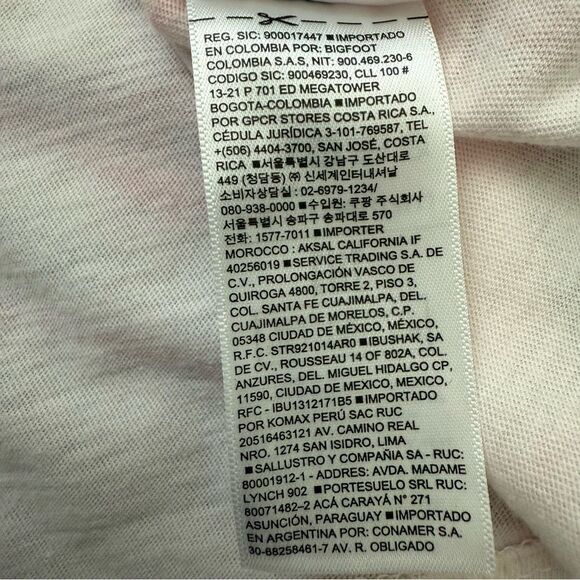 REG. SIC: 900017447 ■IMPORTADO
EN COLOMBIA POR: BIGFOOT
COLOMBIA S.A.S, NIT: 900.469.230-6
CODIGO SIC: 900469230, CLL 100 #
13-21 P 701 ED MEGATOWER
BOGOTA-COLOMBIA ■IMPORTADO
POR GPCR STORES COSTA RICA S.A.,
CÉDULA JURÍDICA 3-101-769587, TEL
+(506) 4404-3700, SAN JOSÉ, COSTA
RICA ■서울특별시 강남구 도산대로
449 (청담동) ㈜ 신세계인터내셔날
소비자상담실 : 02-6979-1234/
080-938-0000 ■수입원: 쿠팡 주식회사
서울특별시 송파구 송파대로 570
전화: 1577-7011 ■IMPORTER
MOROCCO : AKSAL CALIFORNIA IF
40256019 ■SERVICE TRADING S.A. DE
C.V., PROLONGACIÓN VASCO DE
QUIROGA 4800, TORRE 2, PISO 3,
COL. SANTA FE CUAJIMALPA, DEL.
CUAJIMALPA DE MORELOS, C.P.
05348 CIUDAD DE MÉXICO, MÉXICO,
R.F.C. STR921014AR0 ■IBUSHAK, SA
DE CV., ROUSSEAU 14 OF 802A, COL.
ANZURES, DEL. MIGUEL HIDALGO CP,
11590, CIUDAD DE MEXICO, MEXICO,
RFC - IBU1312171B5 ■IMPORTADO
POR KOMAX PERÚ SAC RUC
20516463121 AV. CAMINO REAL
NRO. 1274 SAN ISIDRO, LIMA
■SALLUSTRO Y COMPAÑIA SA - RUC:
80001912-1 - ADDRES: AVDA. MADAME
LYNCH 902 ■PORTESUELO SRL RUC:
80071482-2 ACÁ CARAYÁ N° 271
ASUNCIÓN, PARAGUAY ■IMPORTADO
EN ARGENTINA POR: CONAMER S.A.
30-68258461-7 AV. R. OBLIGADO